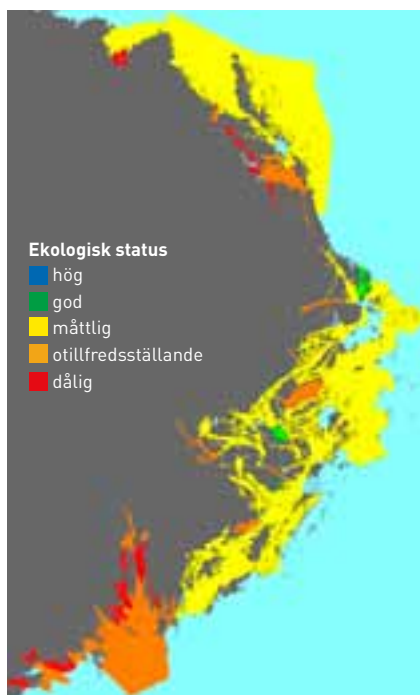 Ekologisk status
hög
god
måttlig
otillfredsställande
dålig